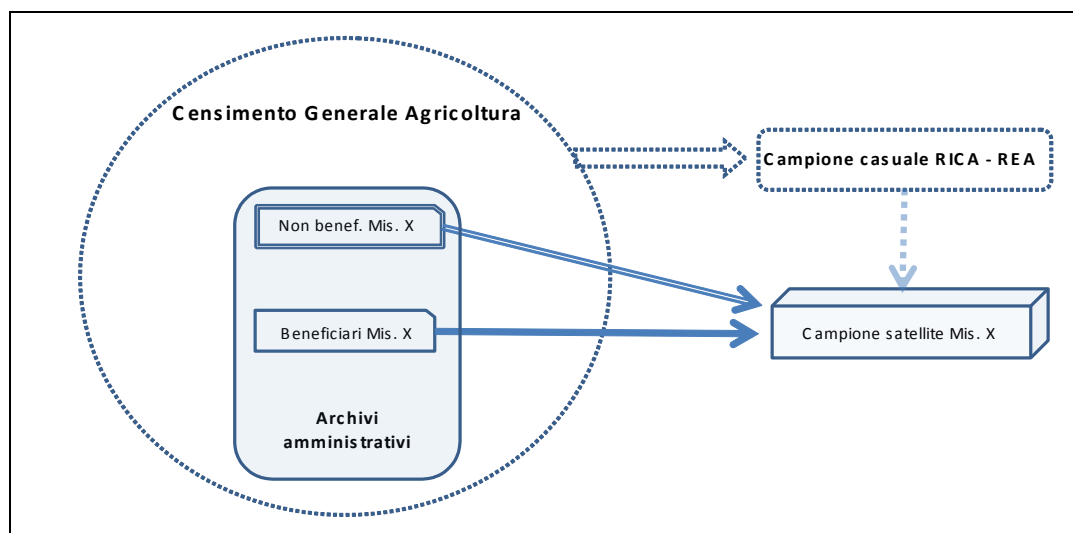 Censimento Generale Agricoltura
Campione casuale RICA - REA
Non benef. Mis. X
Beneficiari Mis. X
Campione satellite Mis. X
Archivi
amministrativi